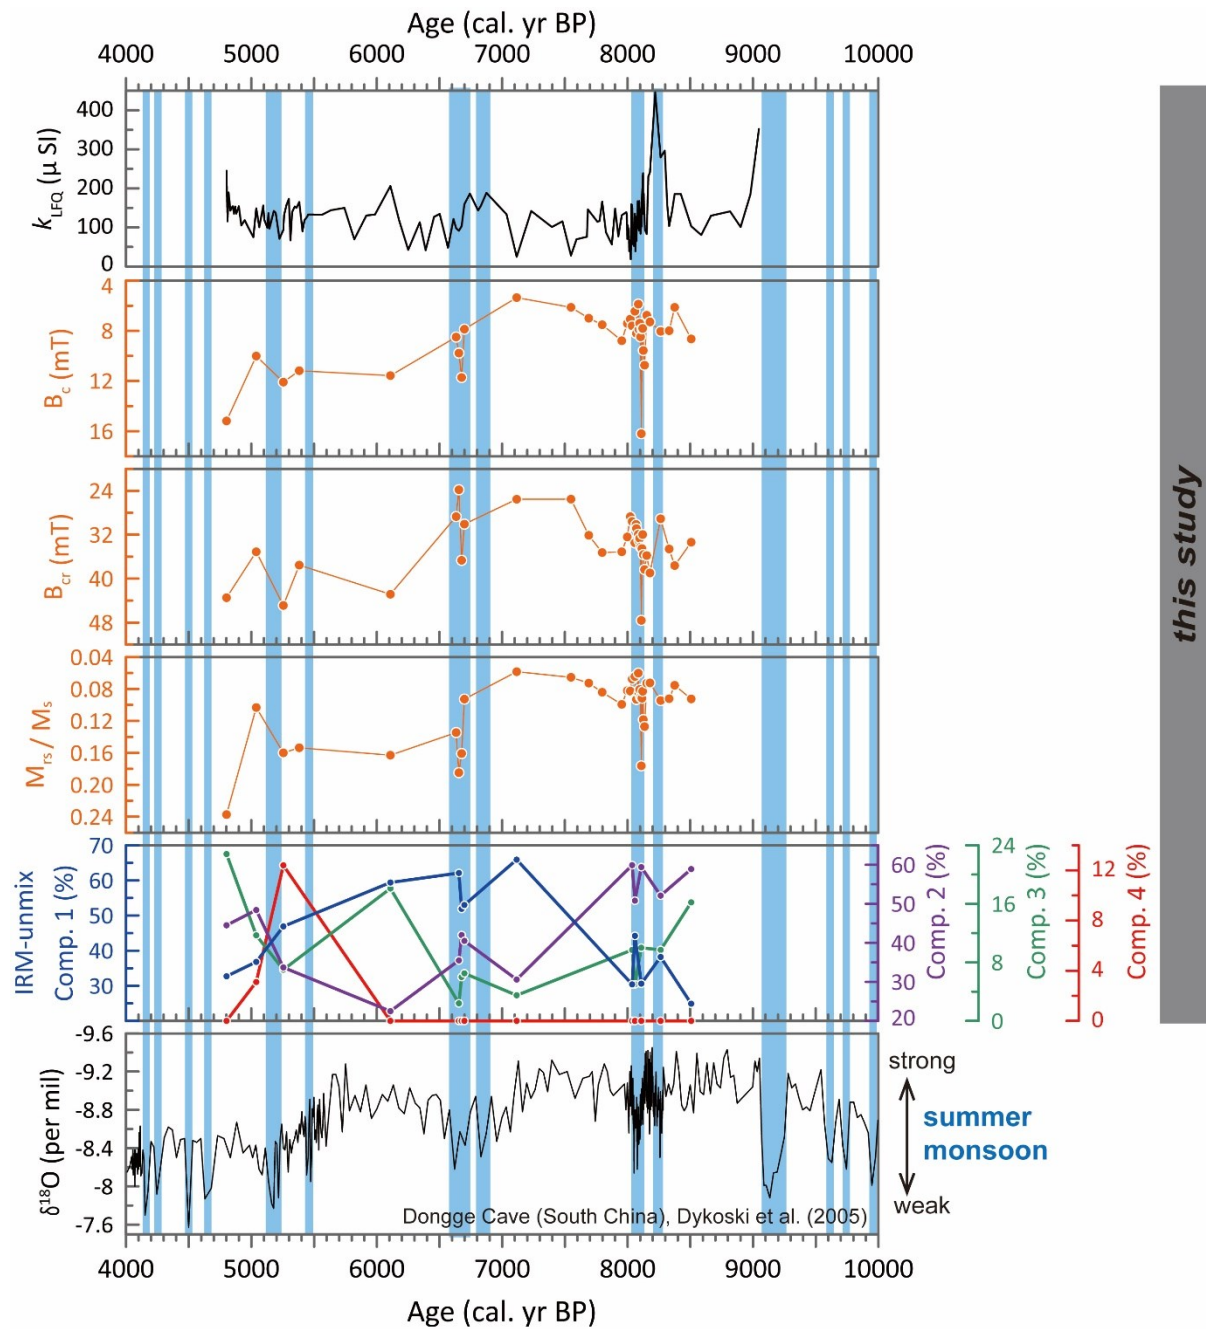 Age (cal. yr BP)
4000 5000 6000 7000 8000 9000 10000
400
300
200
100
0
k_LFQ (μ SI)
4
8
12
16
B_c (mT)
24
32
40
48
B_cr (mT)
0.04
0.08
0.12
0.16
0.20
0.24
M_rs / M_s
this study
70
60
50
40
30
IRM-unmix
Comp. 1 (%)
60
50
40
30
20
Comp. 2 (%)
24
16
8
0
Comp. 3 (%)
12
8
4
0
Comp. 4 (%)
-9.6
-9.2
-8.8
-8.4
-8
-7.6
δ¹⁸O (per mil)
strong
summer
monsoon
weak
Dongge Cave (South China), Dykoski et al. (2005)
4000 5000 6000 7000 8000 9000 10000
Age (cal. yr BP)